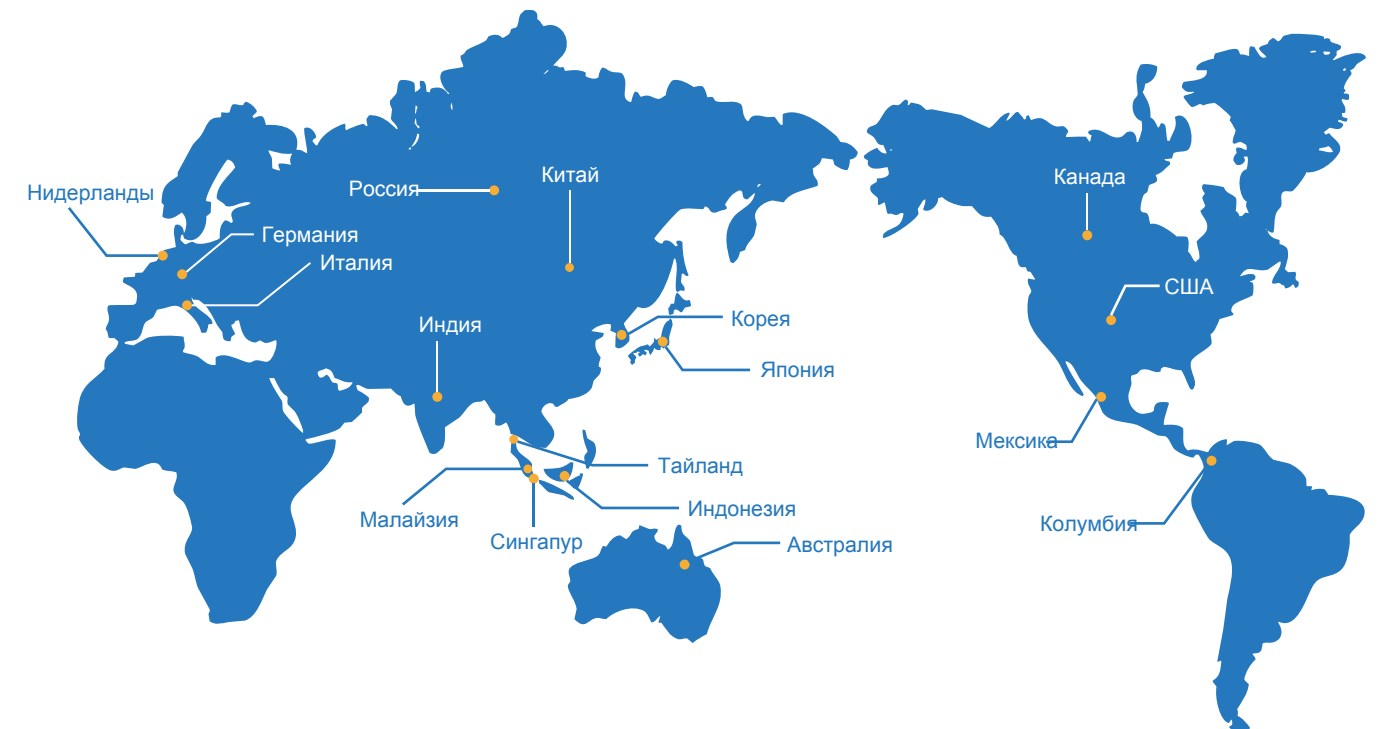 Китай
Канада
Россия
Нидерланды
Германия
Италия
США
Корея
Индия
Япония
Мексика
Тайланд
Индонезия
Малайзия
Колумбия
Сингапур
Австралия